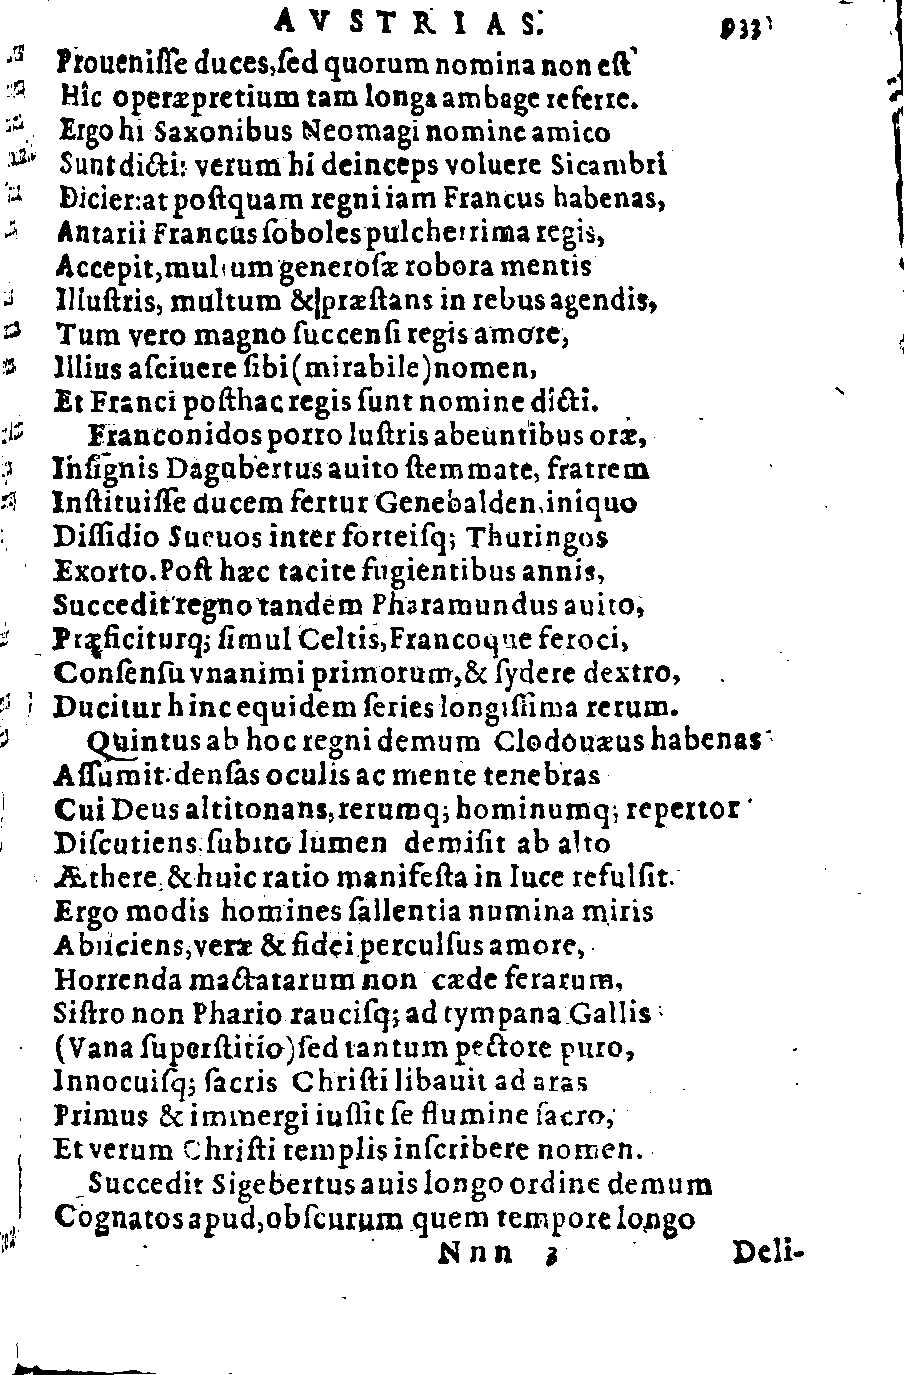 AVSTRIAS. 933
Proueniſſe duces, ſed quorum nomina non eſt
Hîc operæpretium tam longa ambage referre.
Ergo hi Saxonibus Neomagi nomine amico
Sunt dicti: verum hi deinceps voluere Sicambri
Dicier: at poſtquam regni iam Francus habenas,
Antarii Francus ſoboles pulcherrima regis,
Accepit, multum generoſæ robora mentis
Illuſtris, multum & præſtans in rebus agendis,
Tum vero magno ſuccenſi regis amore,
Illius aſciuere ſibi (mirabile) nomen,
Et Franci poſthac regis ſunt nomine dicti.
Franconidos porro luſtris abeuntibus oræ,
Inſignis Dagobertus auito ſtemmate, fratrem
Inſtituiſſe ducem fertur Genebalden, iniquo
Diſſidio Sueuos inter forteiſq; Thuringos
Exorto. Poſt hæc tacite fugientibus annis,
Succedit regno tandem Pharamundus auito,
Præficiturq; ſimul Celtis, Francoque feroci,
Conſenſu vnanimi primorum, & ſydere dextro,
Ducitur hinc equidem ſeries longiſſima rerum.
Quintus ab hoc regni demum Clodouæus habenas
Aſſumit: denſas oculis ac mente tenebras
Cui Deus altitonans, rerumq; hominumq; repertor
Diſcutiens ſubito lumen demiſit ab alto
Æthere, & huic ratio manifeſta in luce refulſit.
Ergo modis homines fallentia numina miris
Abiiciens, veræ & fidei perculſus amore,
Horrenda mactatarum non cæde ferarum,
Siſtro non Phario rauciſq; ad tympana Gallis
(Vana ſuperſtitio) ſed tantum pectore puro,
Innocuiſq; ſacris Chriſti libauit ad aras
Primus & immergi iuſſit ſe flumine ſacro,
Et verum Chriſti templis inſcribere nomen.
Succedit Sigebertus auis longo ordine demum
Cognatos apud, obſcurum quem tempore longo
Nnn 3 Deli-